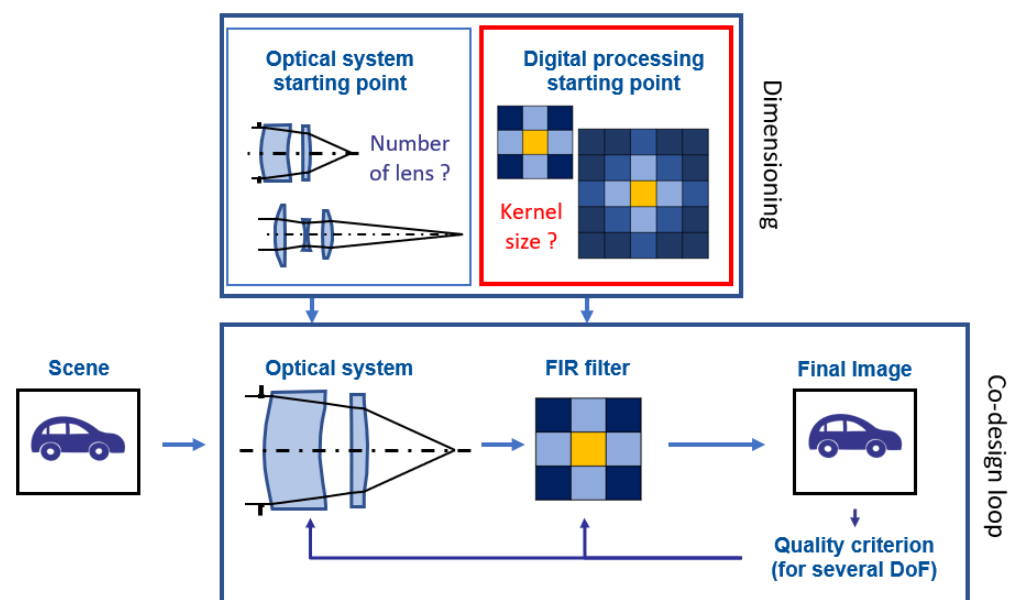 Optical system
starting point
Digital processing
starting point
Number
of lens ?
Kernel
size ?
Dimensioning
Scene
Optical system
FIR filter
Final Image
Co-design loop
Quality criterion
(for several DoF)